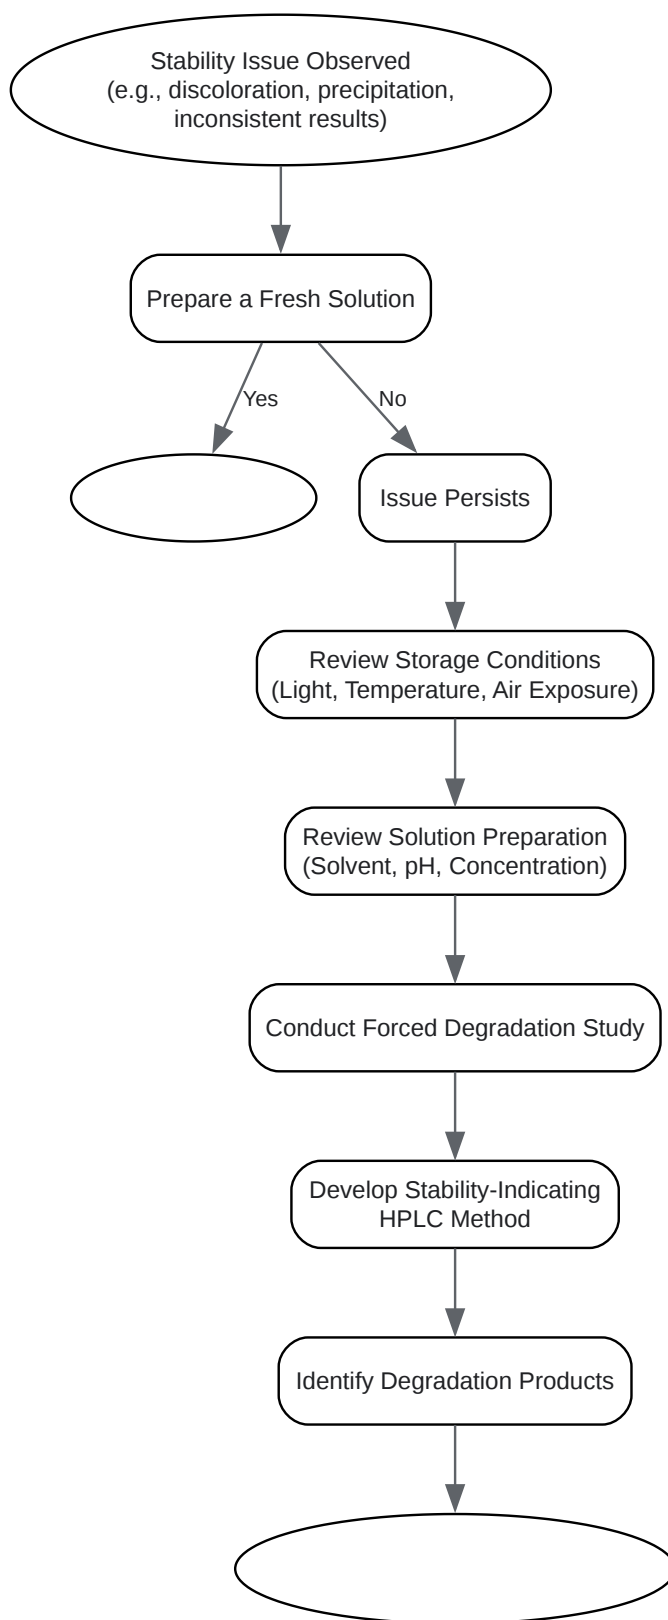 Stability Issue Observed
(e.g., discoloration, precipitation,
inconsistent results)
Prepare a Fresh Solution
Yes
No
Issue Persists
Review Storage Conditions
(Light, Temperature, Air Exposure)
Review Solution Preparation
(Solvent, pH, Concentration)
Conduct Forced Degradation Study
Develop Stability-Indicating
HPLC Method
Identify Degradation Products